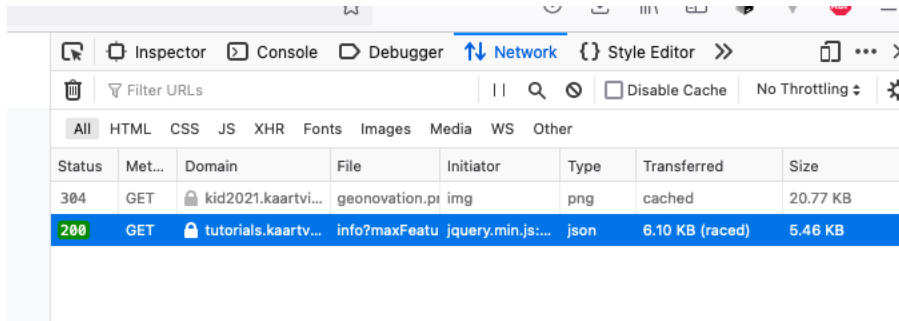 Inspector Console Debugger Network {} Style Editor
Filter URLs Disable Cache No Throttling
All HTML CSS JS XHR Fonts Images Media WS Other
Status Met... Domain File Initiator Type Transferred Size
304 GET kid2021.kaartvi... geonovation.pr img png cached 20.77 KB
200 GET tutorials.kaartv... info?maxFeatu jquery.min.js:... json 6.10 KB (raced) 5.46 KB